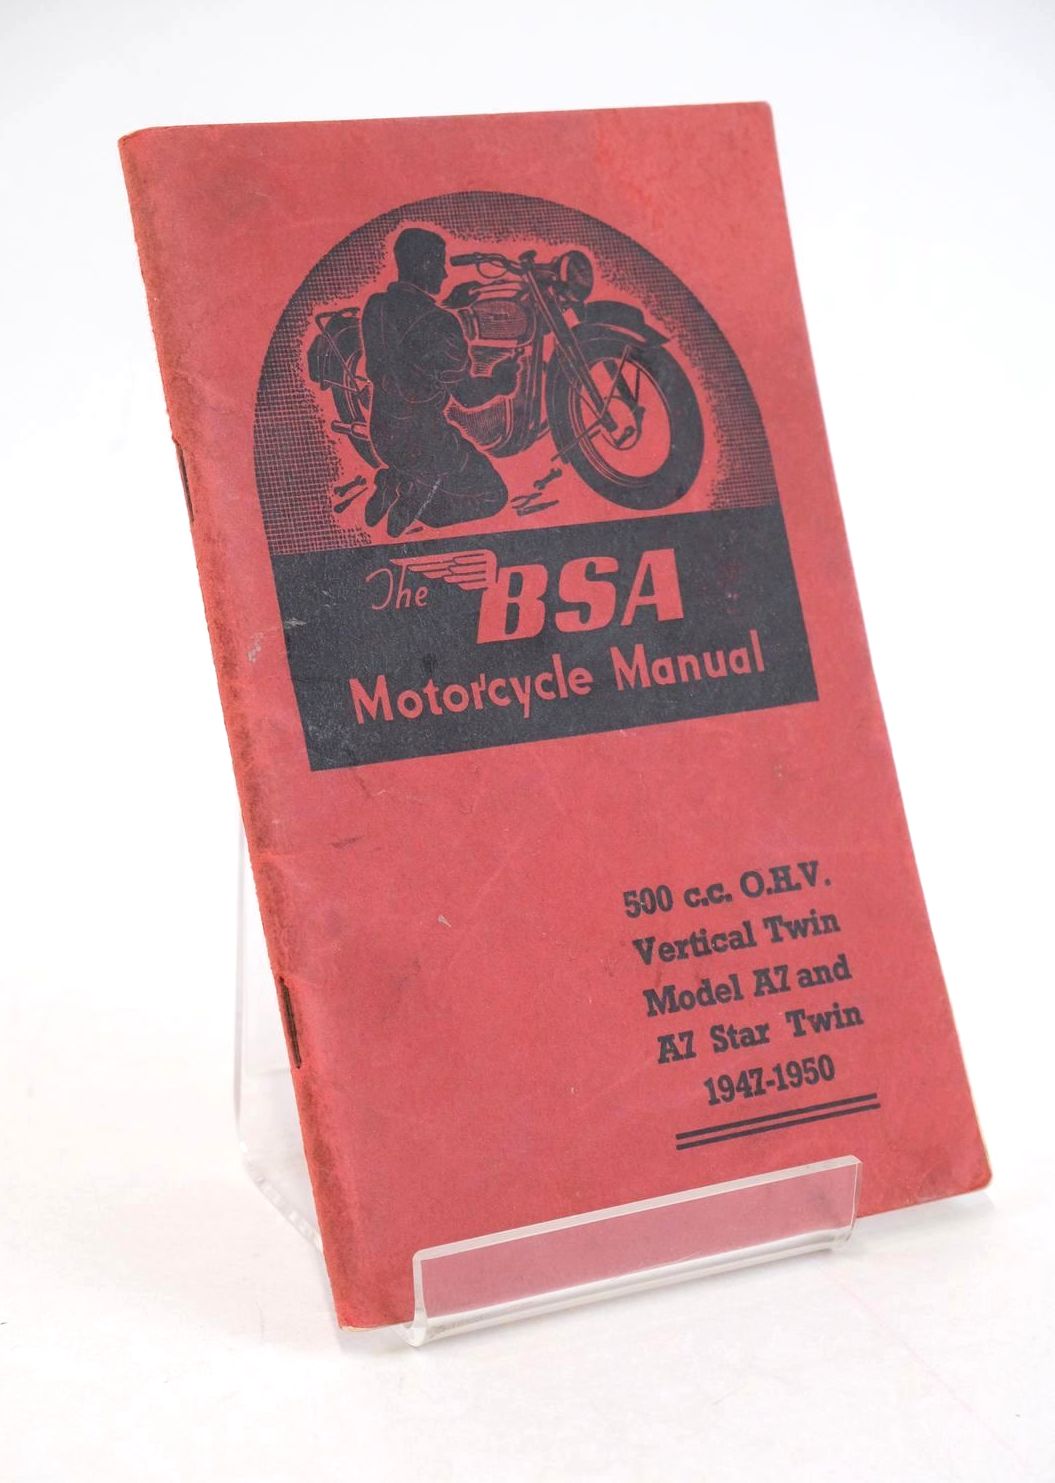 The BSA
Motorcycle Manual
500 c.c. O.H.V.
Vertical Twin
Model A7 and
A7 Star Twin
1947-1950